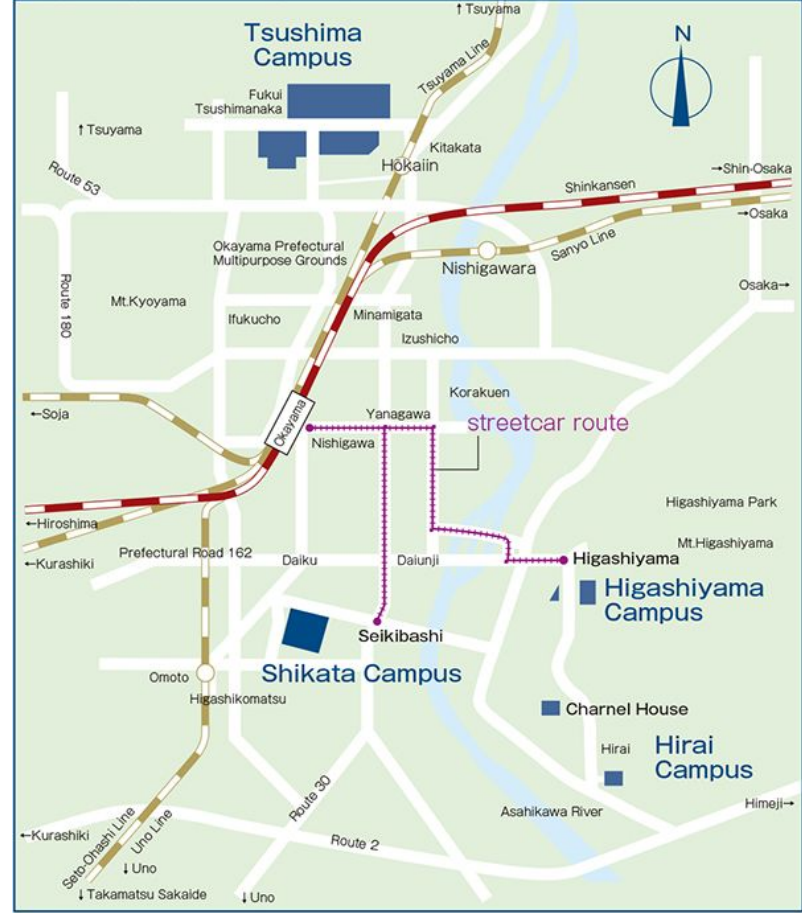 ↑Tsuyama
Tsushima
Campus
N
Tsuyama Line
Fukui
Tsushimanaka
↑Tsuyama
Kitakata
Hokaiin
→Shin-Osaka
Route 53
Shinkansen
→Osaka
Okayama Prefectural
Multipurpose Grounds
Sanyo Line
Nishigawara
Osaka→
Route 180
Mt.Kyoyama
Ifukucho
Minamigata
Izushicho
Korakuen
←Soja
Okayama
Yanagawa
streetcar route
Nishigawa
Higashiyama Park
←Hiroshima
Mt.Higashiyama
Prefectural Road 162
←Kurashiki
Daiku
Daiunji
Higashiyama
Higashiyama
Campus
Seikibashi
Shikata Campus
Omoto
Higashikomatsu
Charnel House
Hirai
Hirai
Campus
Route 30
Asahikawa River
Himeji→
←Kurashiki
Seto-Ohashi Line
Uno Line
Route 2
↓Uno
↓Takamatsu Sakaide
↓Uno